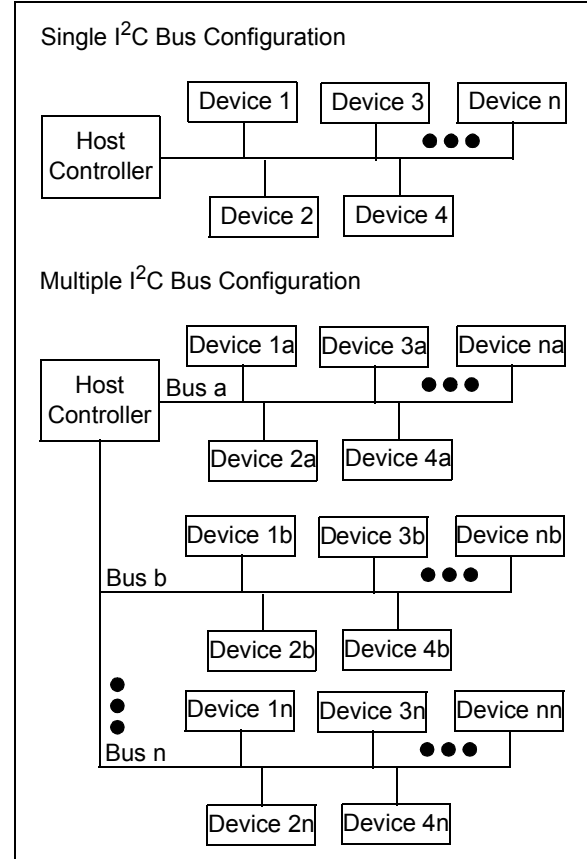 Single I²C Bus Configuration
Device 1
Device 3
Device n
Host
Controller
Device 2
Device 4
Multiple I²C Bus Configuration
Device 1a
Device 3a
Device na
Host
Controller
Bus a
Device 2a
Device 4a
Device 1b
Device 3b
Device nb
Bus b
Device 2b
Device 4b
Device 1n
Device 3n
Device nn
Bus n
Device 2n
Device 4n